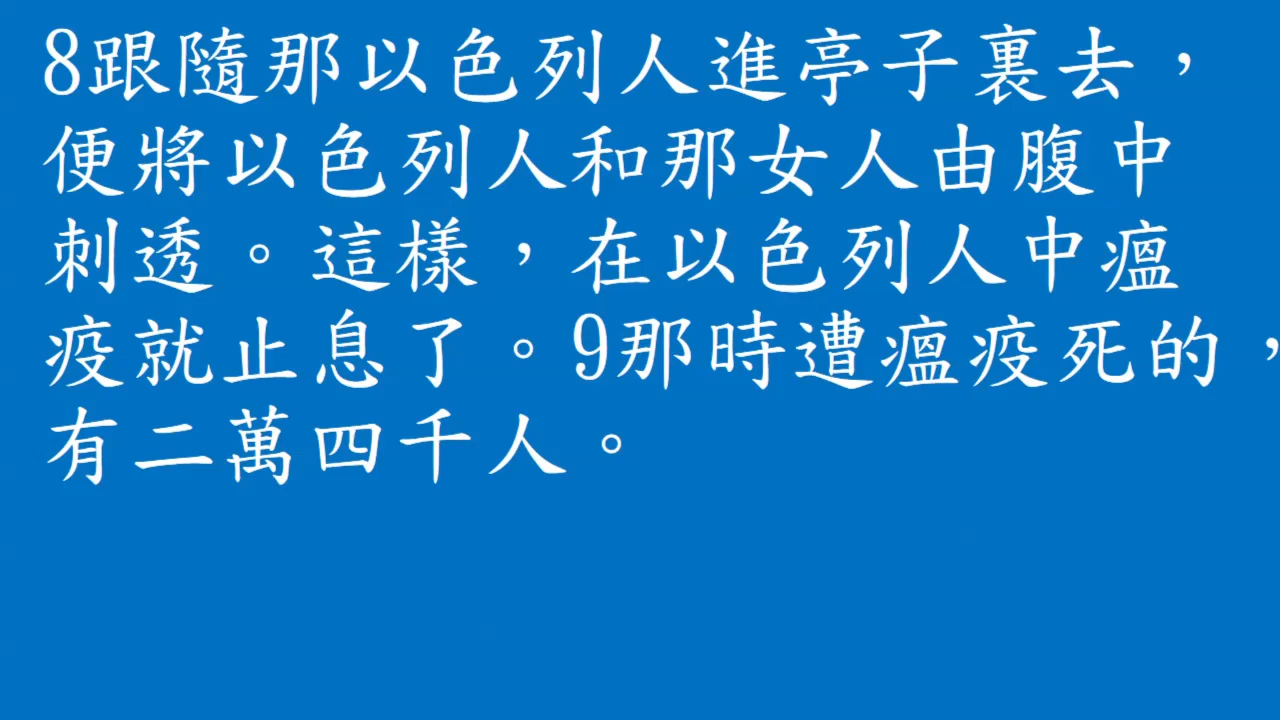 8跟隨那以色列人進亭子裏去，
便將以色列人和那女人由腹中
刺透。這樣，在以色列人中瘟
疫就止息了。9那時遭瘟疫死的，
有二萬四千人。